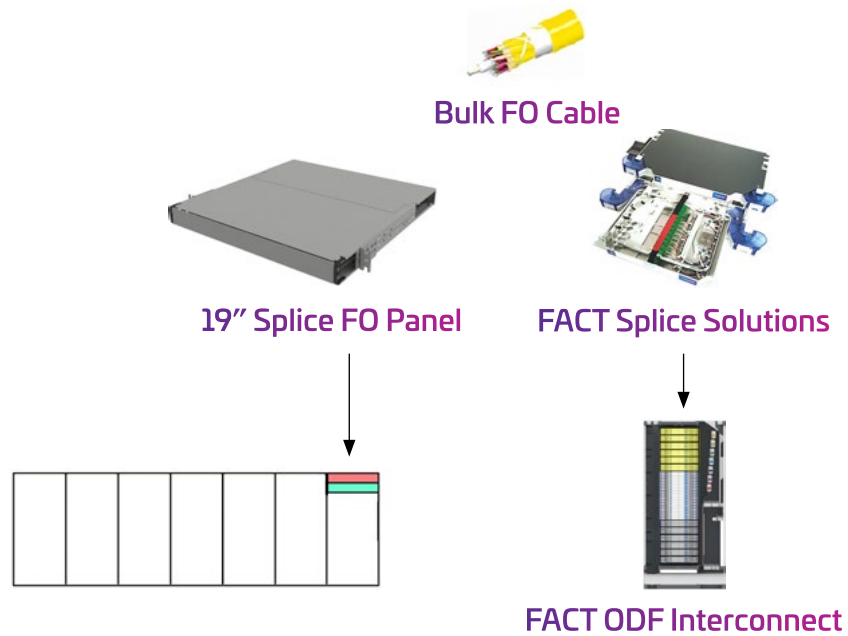 Bulk FO Cable
19” Splice FO Panel
FACT Splice Solutions
FACT ODF Interconnect